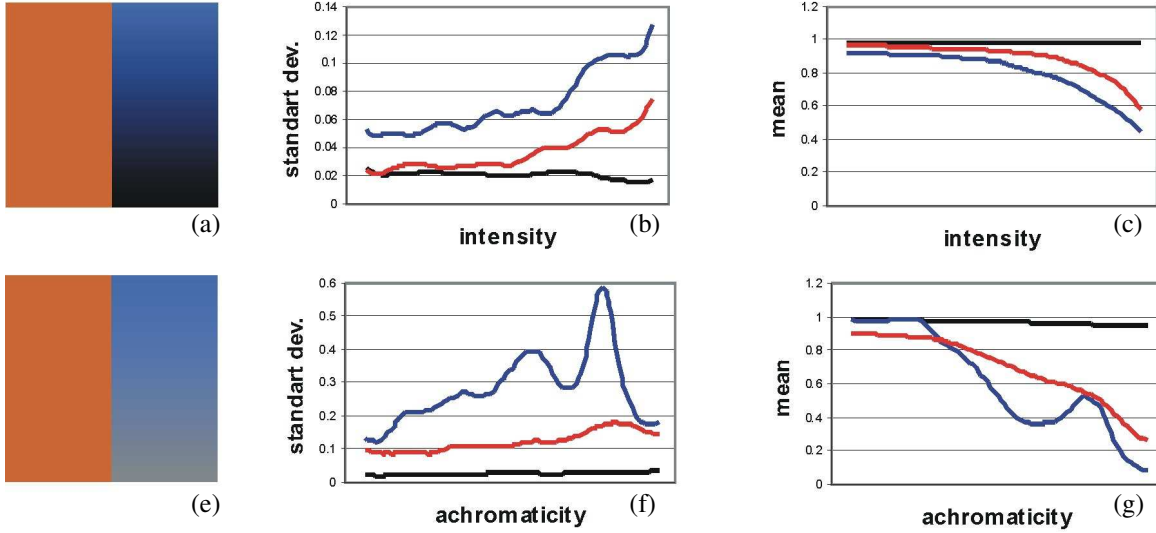 0.14
0.12
0.1
0.08
0.06
0.04
0.02
0
standart dev.
intensity
1.2
1
0.8
0.6
0.4
0.2
0
mean
intensity
(a)
(b)
(c)
0.6
0.5
0.4
0.3
0.2
0.1
0
standart dev.
achromaticity
1.2
1
0.8
0.6
0.4
0.2
0
mean
achromaticity
(e)
(f)
(g)